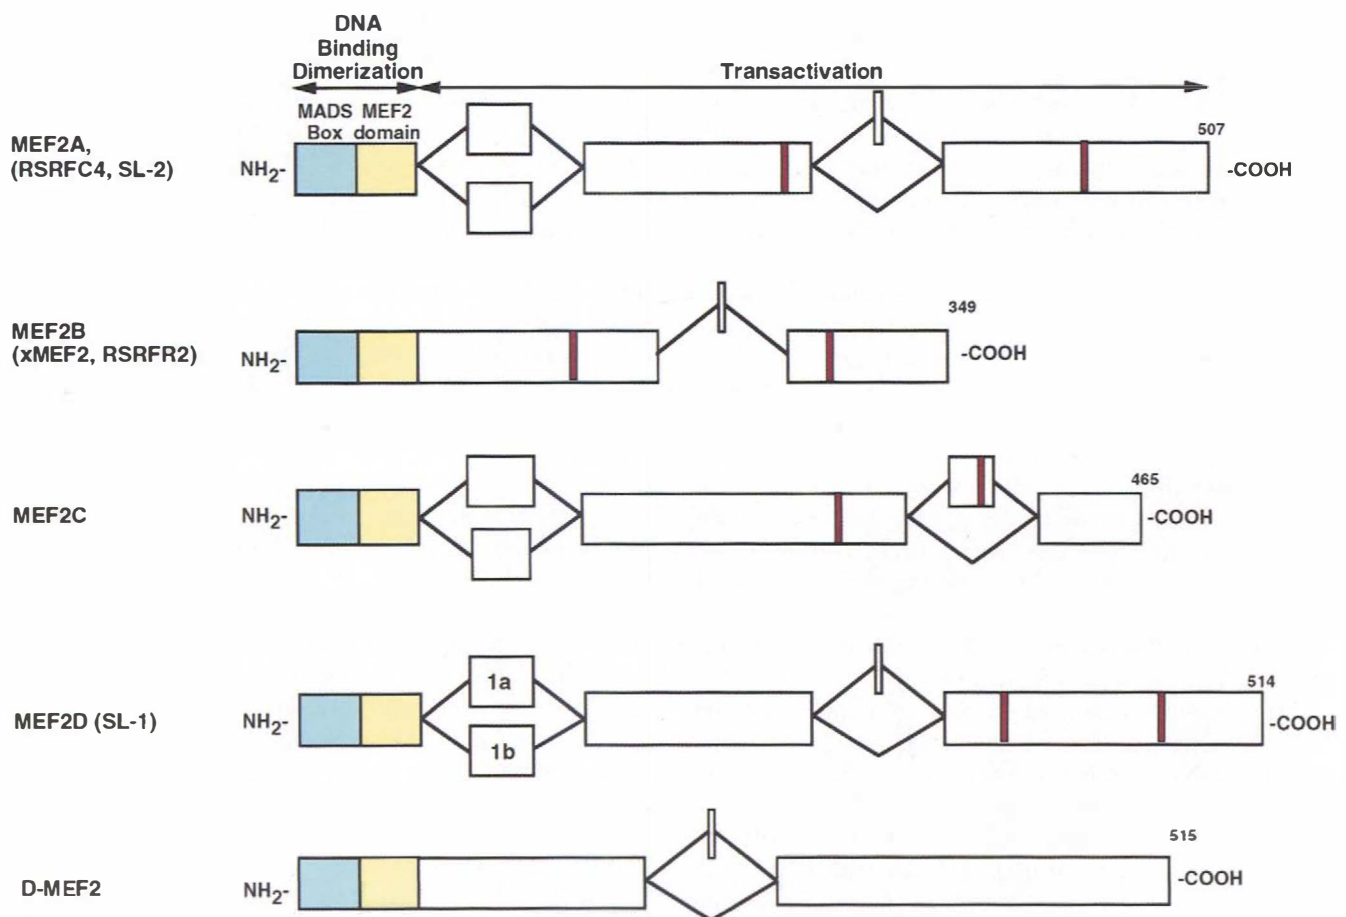 DNA
Binding
Dimerization
Transactivation
MADS MEF2
Box domain
MEF2A,
(RSRFC4, SL-2)
NH2-
507
-COOH
MEF2B
(xMEF2, RSRFR2)
NH2-
349
-COOH
MEF2C
NH2-
465
-COOH
MEF2D (SL-1)
NH2-
1a
1b
514
-COOH
D-MEF2
NH2-
515
-COOH